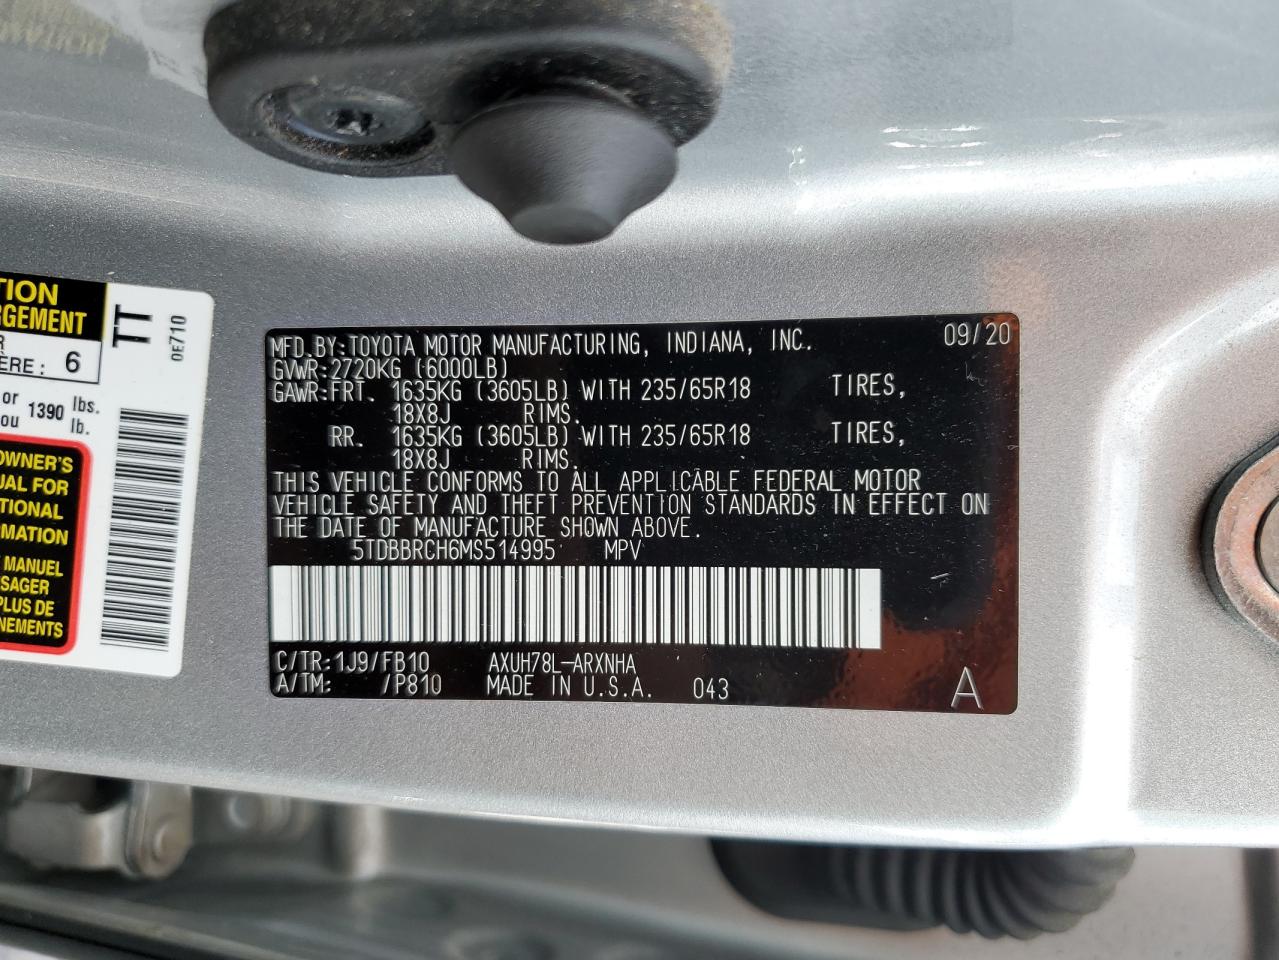 TION
RGEMENT
R
ÈRE: 6
or 1390 lbs.
ou lb.
TT
0E710
OWNER'S
UAL FOR
TIONAL
RMATION
MANUEL
SAGER
PLUS DE
NEMENTS
MFD.BY:TOYOTA MOTOR MANUFACTURING, INDIANA, INC. 09/20
GVWR:2720KG (6000LB)
GAWR:FRT. 1635KG (3605LB) WITH 235/65R18 TIRES,
18X8J RIMS.
RR. 1635KG (3605LB) WITH 235/65R18 TIRES,
18X8J RIMS.
THIS VEHICLE CONFORMS TO ALL APPLICABLE FEDERAL MOTOR
VEHICLE SAFETY AND THEFT PREVENTION STANDARDS IN EFFECT ON
THE DATE OF MANUFACTURE SHOWN ABOVE.
5TDBBRCH6MS514995 MPV
C/TR:1J9/FB10 AXUH78L-ARXNHA
A/TM: /P810 MADE IN U.S.A. 043 A